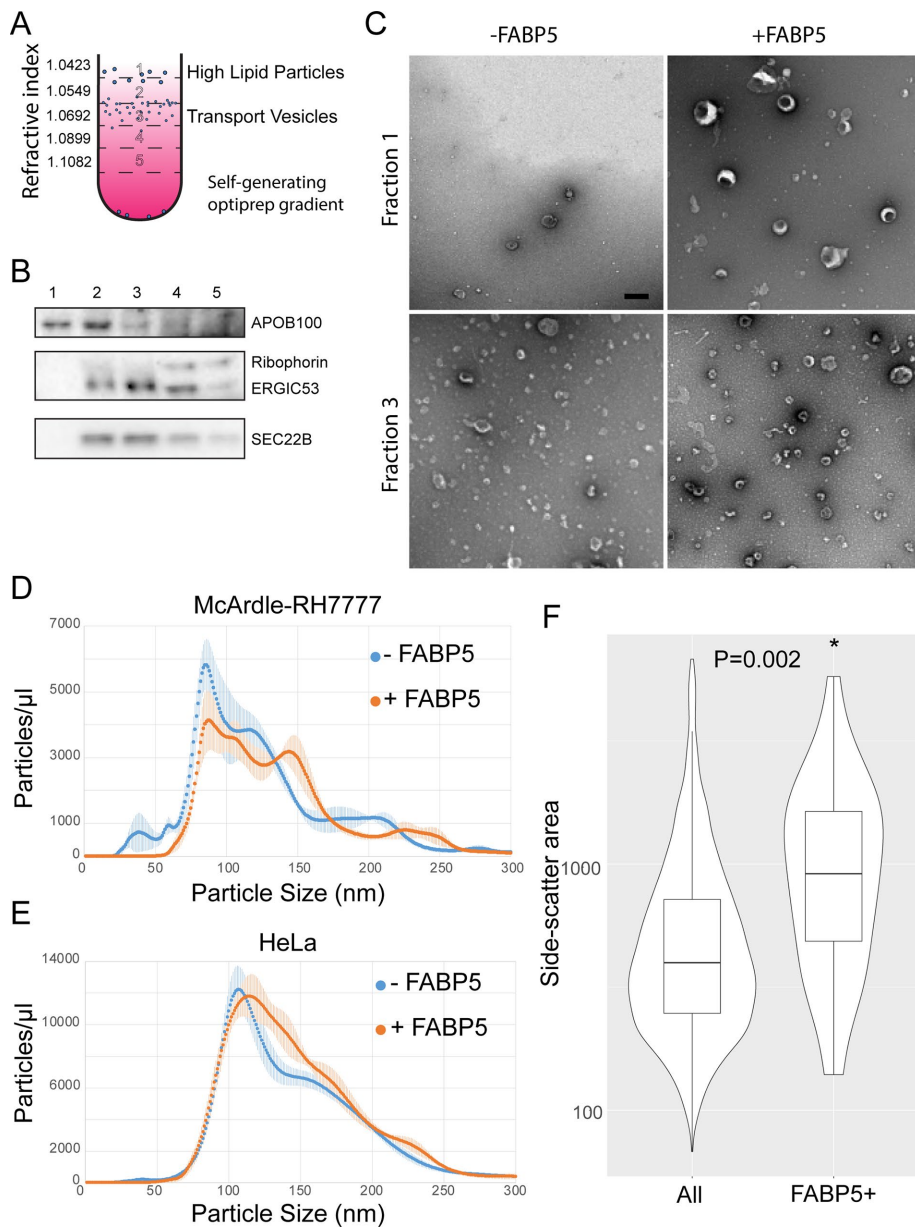 A
Refractive index
1.0423
1.0549
1.0692
1.0899
1.1082
1
2
3
4
5
High Lipid Particles
Transport Vesicles
Self-generating
optiprep gradient
B
1 2 3 4 5
APOB100
Ribophorin
ERGIC53
SEC22B
C
-FABP5 +FABP5
Fraction 1
Fraction 3
D
McArdle-RH7777
Particles/µl
7000
5000
3000
1000
0
- FABP5
+ FABP5
0 50 100 150 200 250 300
Particle Size (nm)
E
HeLa
Particles/µl
14000
10000
6000
2000
0
- FABP5
+ FABP5
0 50 100 150 200 250 300
Particle Size (nm)
F
P=0.002 *
Side-scatter area
1000
100
All FABP5+